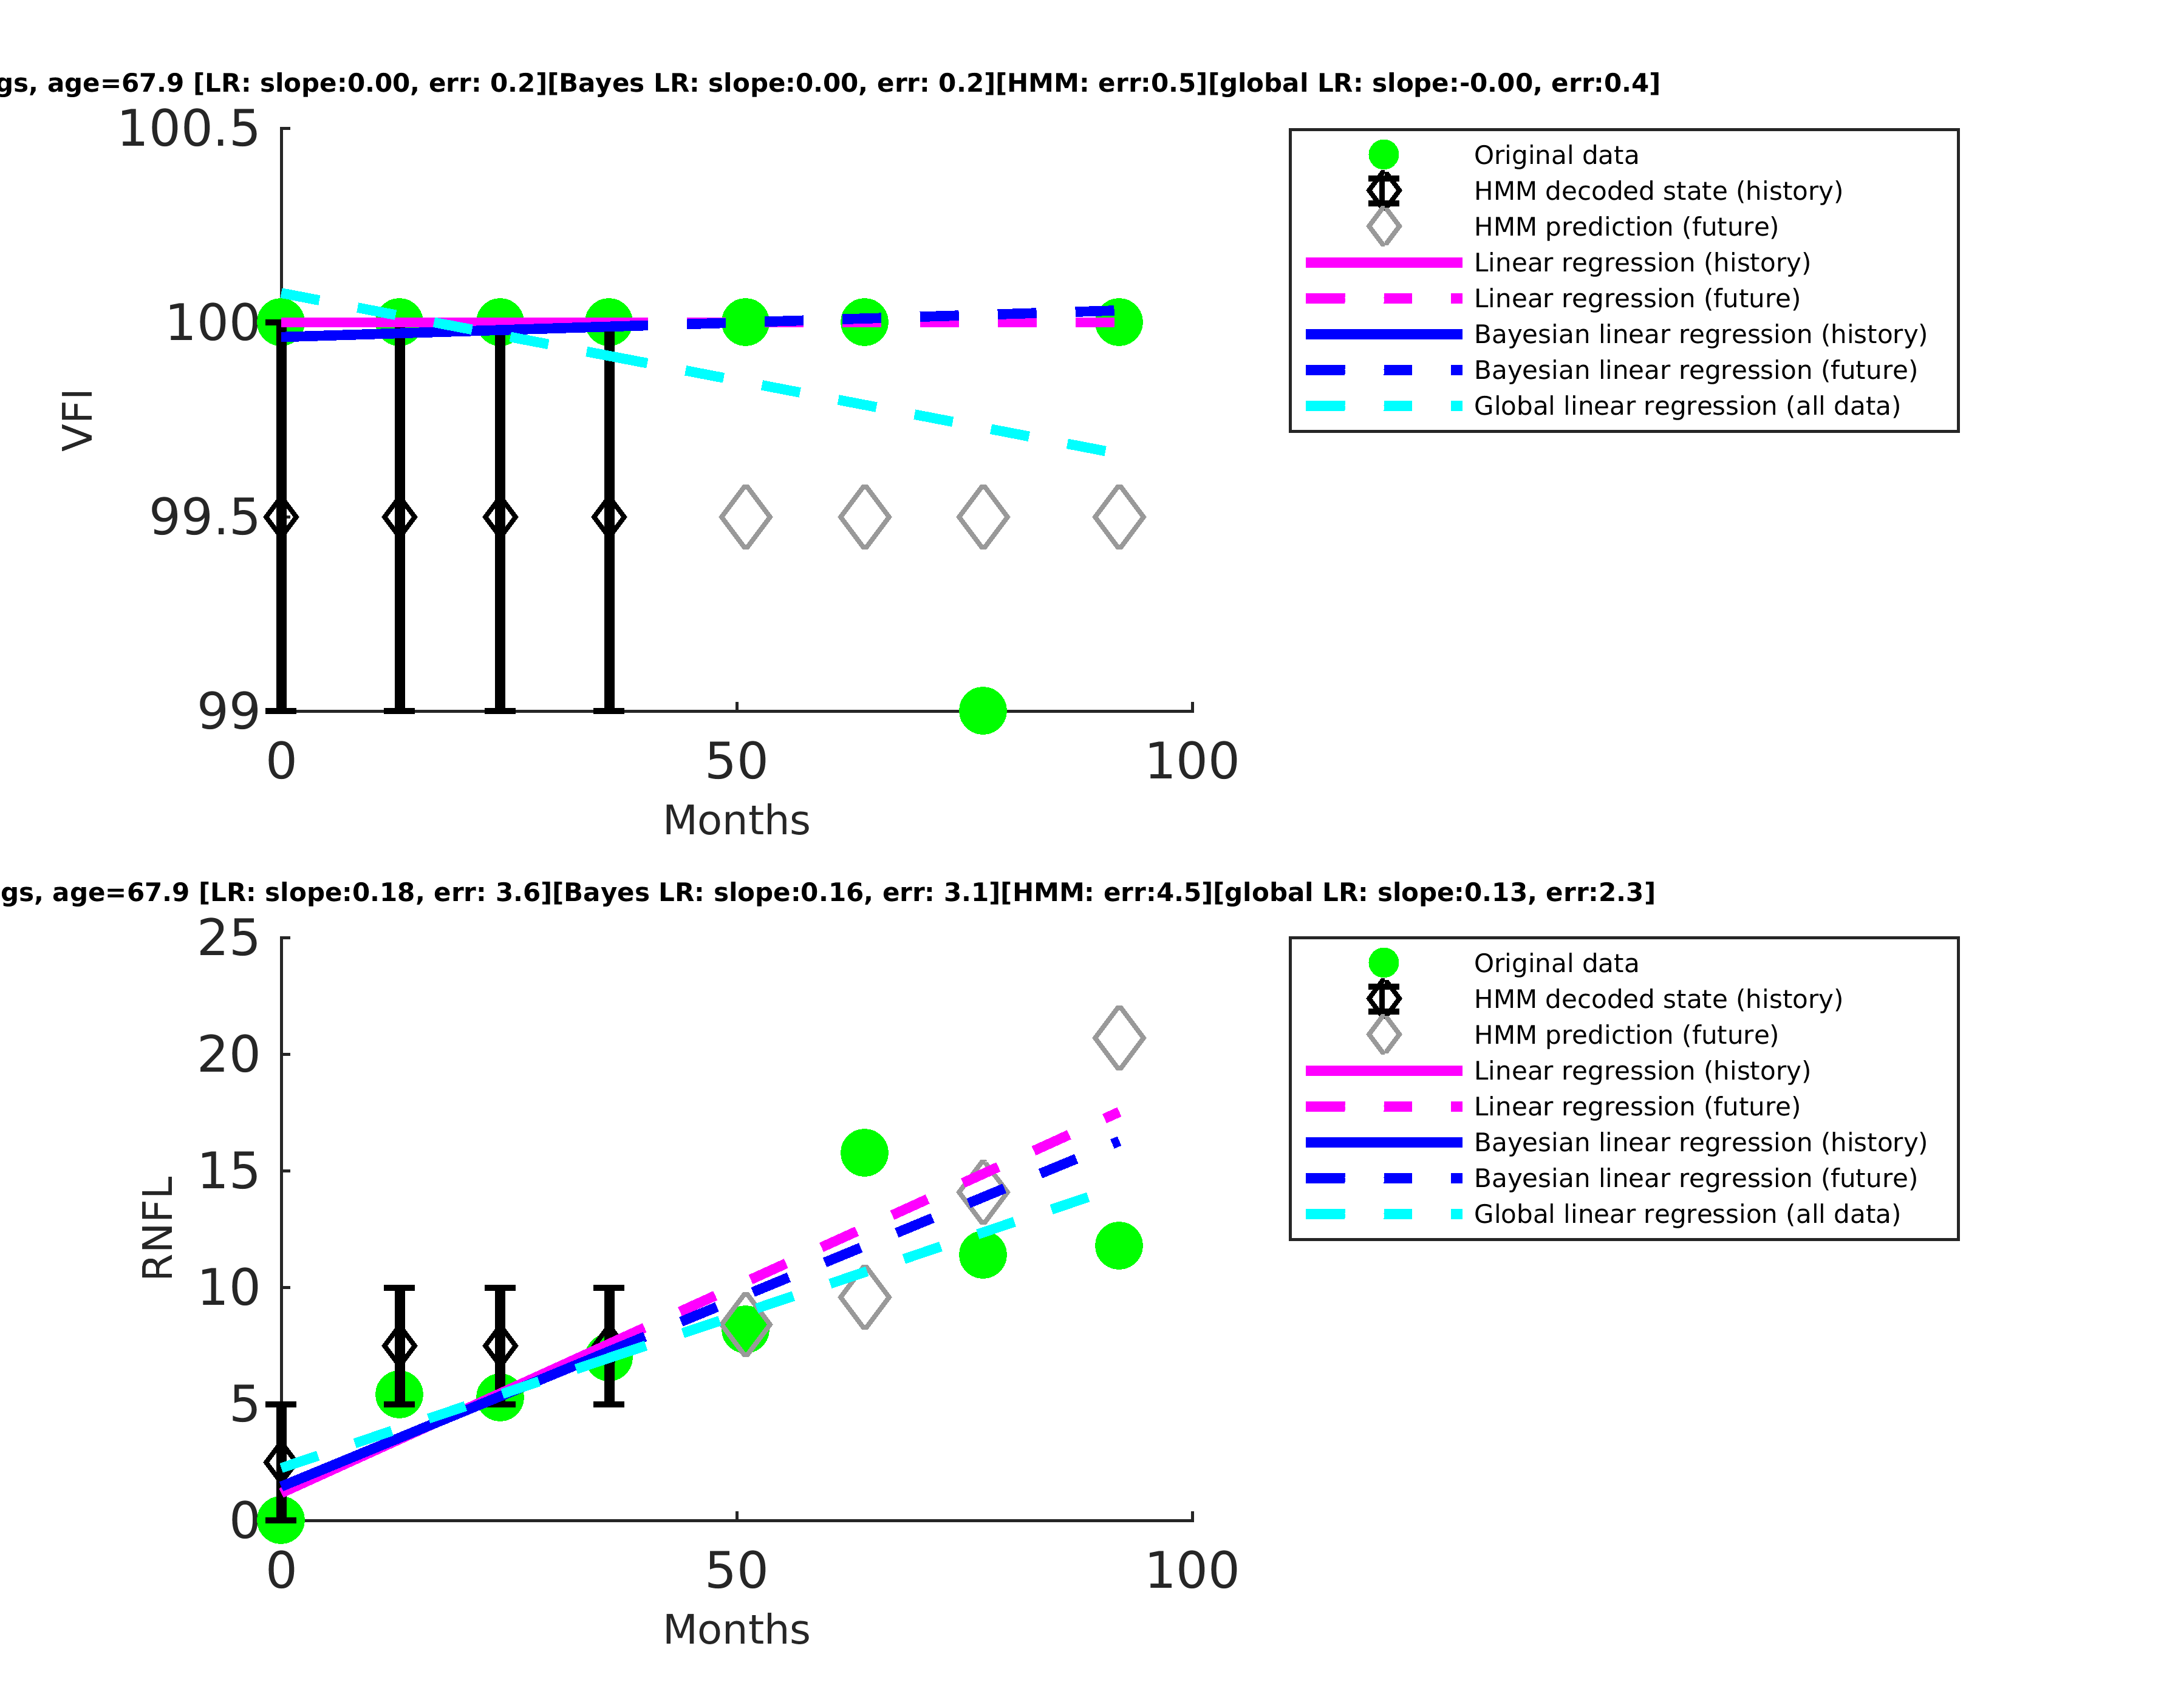 gs, age=67.9 [LR: slope:0.00, err: 0.2][Bayes LR: slope:0.00, err: 0.2][HMM: err:0.5][global LR: slope:-0.00, err:0.4]
100.5
100
99.5
99
VFI
0 50 100
Months
Original data
HMM decoded state (history)
HMM prediction (future)
Linear regression (history)
Linear regression (future)
Bayesian linear regression (history)
Bayesian linear regression (future)
Global linear regression (all data)
gs, age=67.9 [LR: slope:0.18, err: 3.6][Bayes LR: slope:0.16, err: 3.1][HMM: err:4.5][global LR: slope:0.13, err:2.3]
25
20
15
10
5
0
RNFL
0 50 100
Months
Original data
HMM decoded state (history)
HMM prediction (future)
Linear regression (history)
Linear regression (future)
Bayesian linear regression (history)
Bayesian linear regression (future)
Global linear regression (all data)